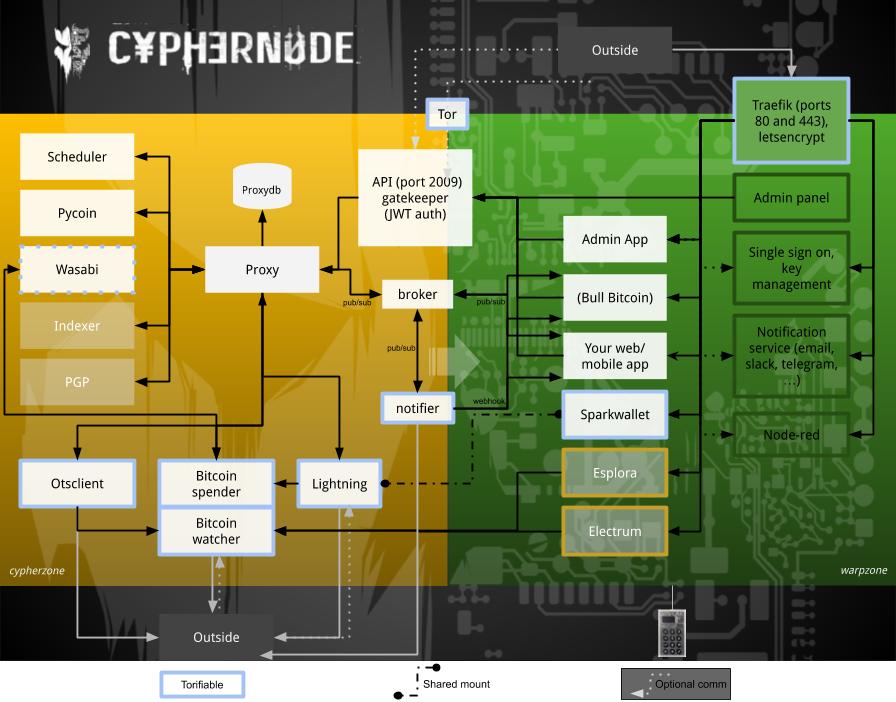 C¥PHERNØDE
Outside
Tor
Traefik (ports
80 and 443),
letsencrypt
Scheduler
Pycoin
Wasabi
Indexer
PGP
Proxydb
Proxy
API (port 2009)
gatekeeper
(JWT auth)
broker
pub/sub
pub/sub
pub/sub
notifier
webhook
Admin App
(Bull Bitcoin)
Your web/
mobile app
Sparkwallet
Esplora
Electrum
Admin panel
Single sign on,
key
management
Notification
service (email,
slack, telegram,
...)
Node-red
Otsclient
Bitcoin
spender
Bitcoin
watcher
Lightning
cypherzone
warpzone
Outside
Torifiable
Shared mount
Optional comm